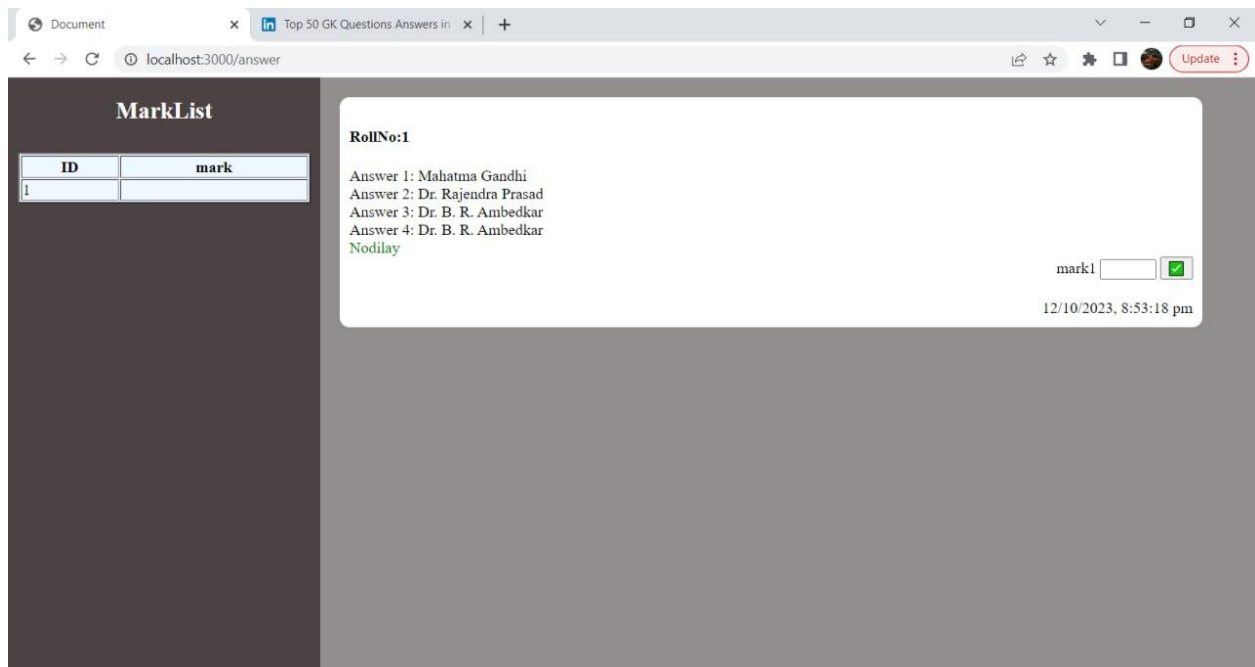 Document
Top 50 GK Questions Answers in
localhost:3000/answer
Update
MarkList
ID mark
1
RollNo:1
Answer 1: Mahatma Gandhi
Answer 2: Dr. Rajendra Prasad
Answer 3: Dr. B. R. Ambedkar
Answer 4: Dr. B. R. Ambedkar
Nodilay
mark1
12/10/2023, 8:53:18 pm